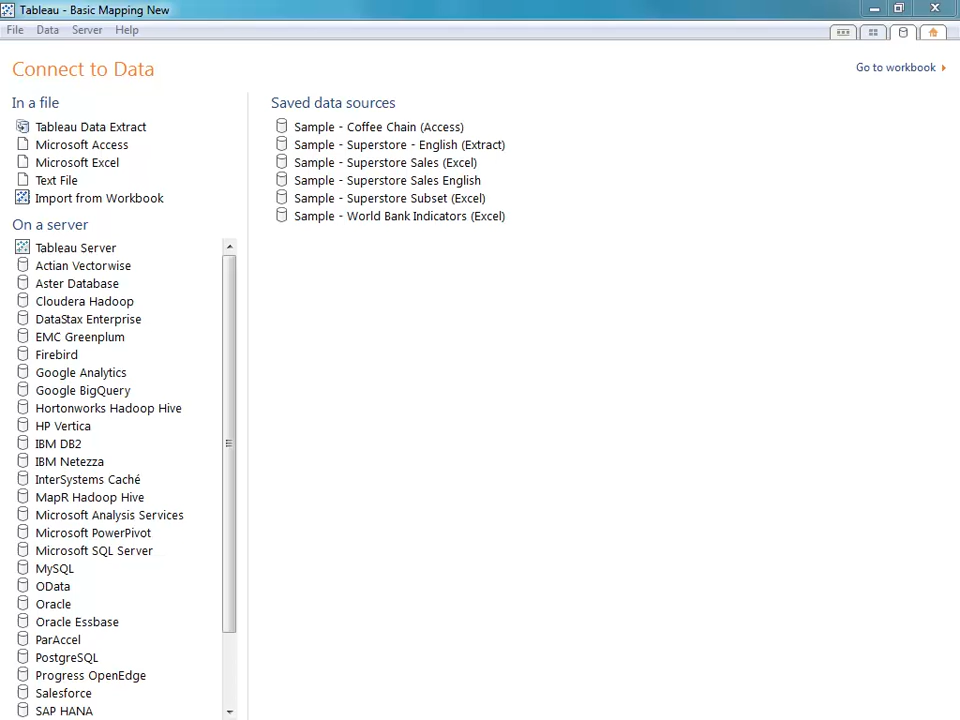 Tableau - Basic Mapping New
File Data Server Help
Connect to Data
Go to workbook
In a file
Tableau Data Extract
Microsoft Access
Microsoft Excel
Text File
Import from Workbook
On a server
Tableau Server
Actian Vectorwise
Aster Database
Cloudera Hadoop
DataStax Enterprise
EMC Greenplum
Firebird
Google Analytics
Google BigQuery
Hortonworks Hadoop Hive
HP Vertica
IBM DB2
IBM Netezza
InterSystems Caché
MapR Hadoop Hive
Microsoft Analysis Services
Microsoft PowerPivot
Microsoft SQL Server
MySQL
OData
Oracle
Oracle Essbase
ParAccel
PostgreSQL
Progress OpenEdge
Salesforce
SAP HANA
Saved data sources
Sample - Coffee Chain (Access)
Sample - Superstore - English (Extract)
Sample - Superstore Sales (Excel)
Sample - Superstore Sales English
Sample - Superstore Subset (Excel)
Sample - World Bank Indicators (Excel)